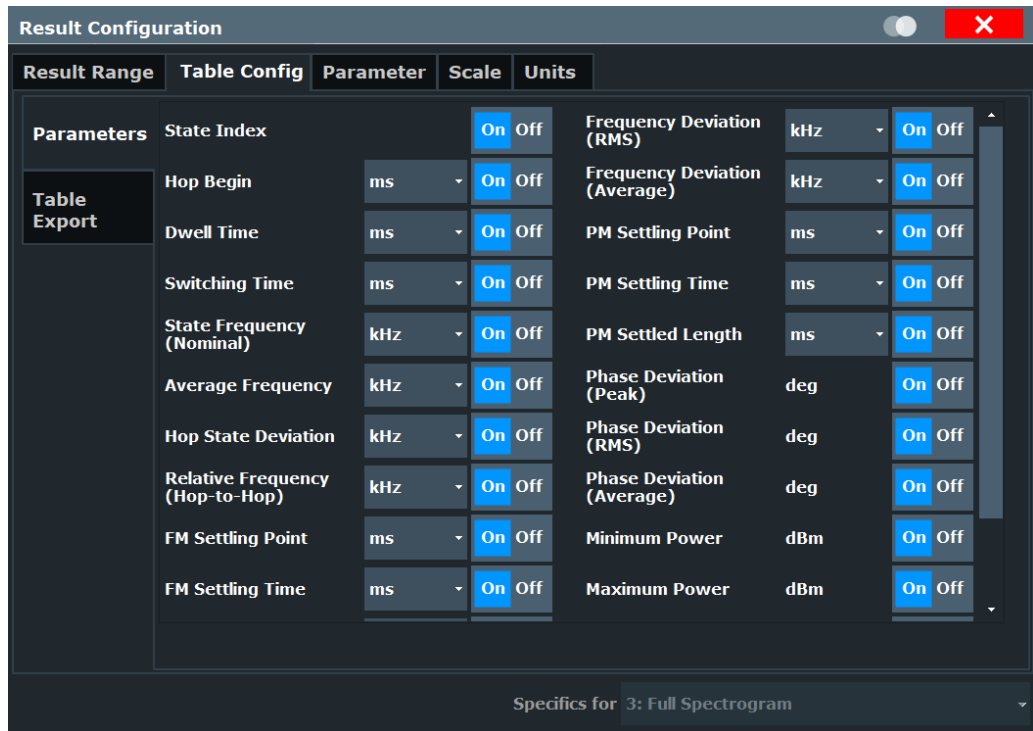 Result Configuration
Result Range Table Config Parameter Scale Units
Parameters
Table
Export
State Index On Off
Hop Begin ms On Off
Dwell Time ms On Off
Switching Time ms On Off
State Frequency
(Nominal) kHz On Off
Average Frequency kHz On Off
Hop State Deviation kHz On Off
Relative Frequency
(Hop-to-Hop) kHz On Off
FM Settling Point ms On Off
FM Settling Time ms On Off
Frequency Deviation
(RMS) kHz On Off
Frequency Deviation
(Average) kHz On Off
PM Settling Point ms On Off
PM Settling Time ms On Off
PM Settled Length ms On Off
Phase Deviation
(Peak) deg On Off
Phase Deviation
(RMS) deg On Off
Phase Deviation
(Average) deg On Off
Minimum Power dBm On Off
Maximum Power dBm On Off
Specifics for 3: Full Spectrogram